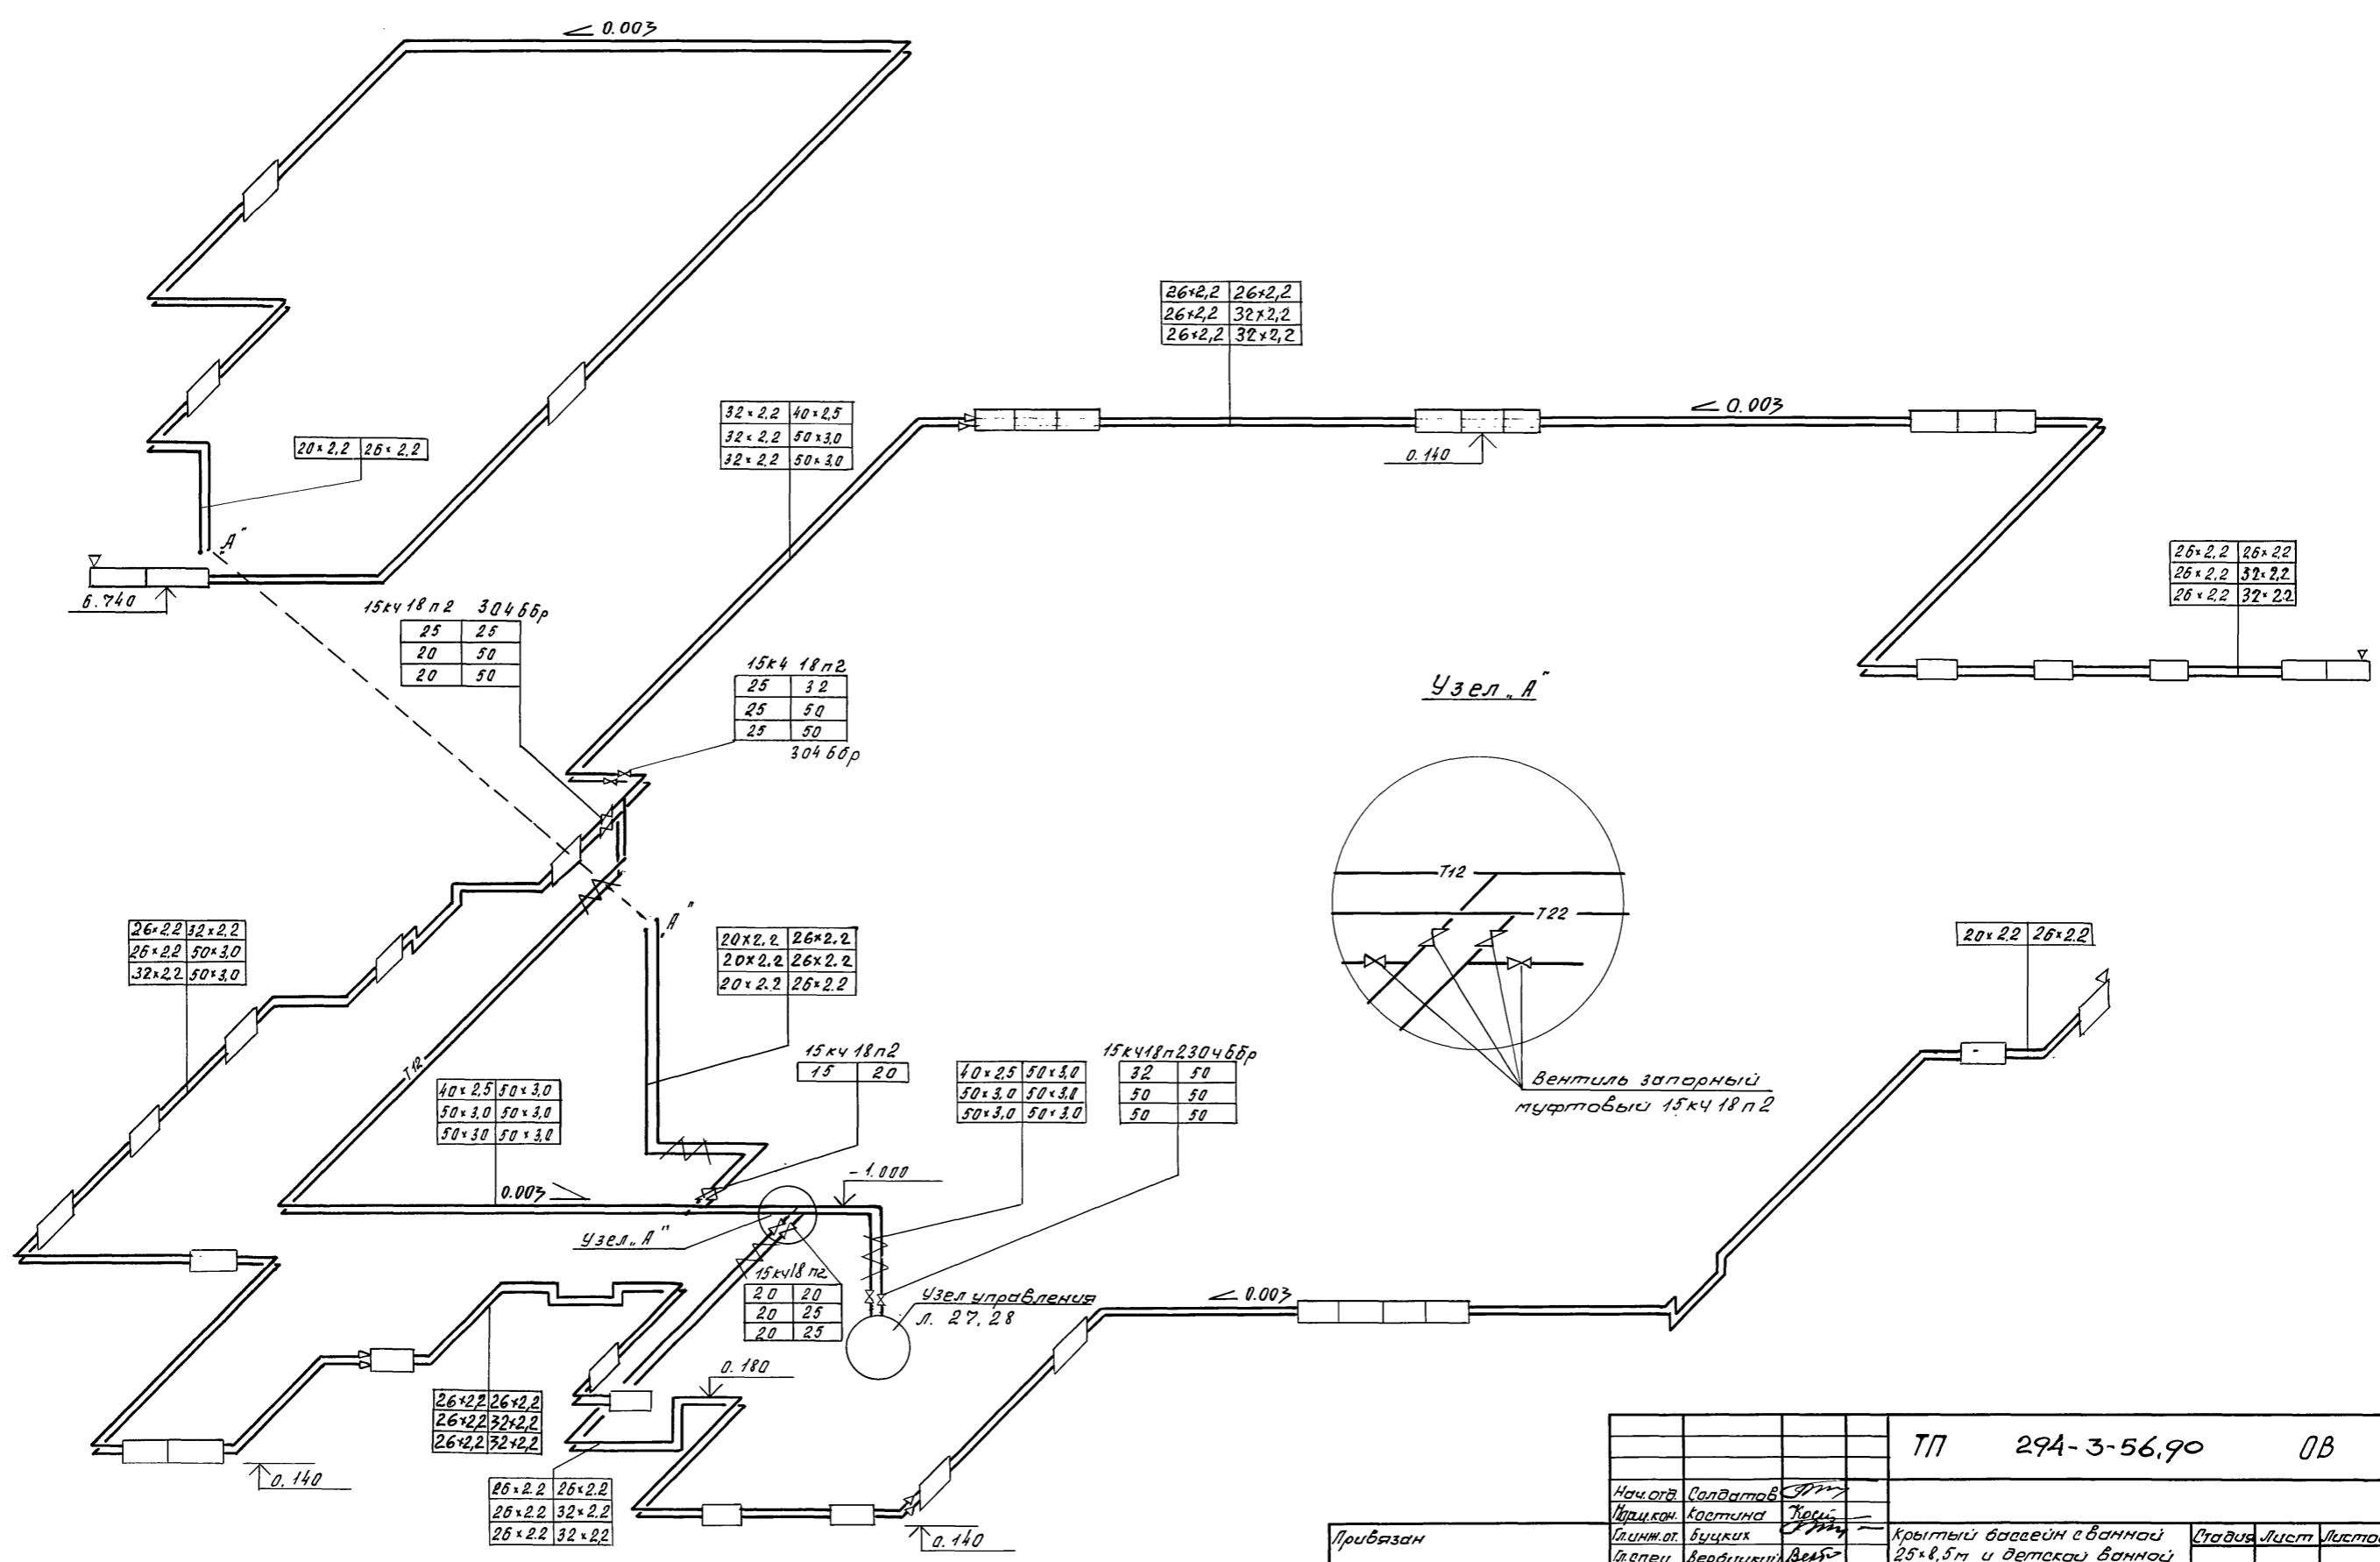 0.003
26×2,2 26×2,2
26×2,2 32×2,2
26×2,2 32×2,2
32×2,2 40×2,5
32×2,2 50×3,0
32×2,2 50×3,0
0.003
0.140
20×2,2 26×2,2
„А"
6.740
26×2,2 26×2,2
26×2,2 32×2,2
26×2,2 32×2,2
15кч 18п2 30ч6бр
25 25
20 50
20 50
15кч 18п2
25 32
25 50
25 50
30ч6бр
Узел „А"
Т12
Т22
Вентиль запорный
муфтовый 15кч 18п2
„А"
26×2,2 32×2,2
26×2,2 50×3,0
32×2,2 50×3,0
20×2.2 26×2.2
20×2.2 26×2.2
20×2.2 26×2.2
20×2.2 26×2.2
Т12
15кч 18п2
15 20
40×2,5 50×3,0
50×3,0 50×3,0
50×3,0 50×3,0
15кч18п2 30ч6бр
32 50
50 50
50 50
40×2,5 50×3,0
50×3,0 50×3,0
50×3,0 50×3,0
-1.000
0.003
Узел „А"
15кч18п2
20 20
20 25
20 25
Узел управления
л. 27, 28
0.003
0.180
26×2,2 26×2,2
26×2,2 32×2,2
26×2,2 32×2,2
0.140
26×2.2 26×2.2
26×2.2 32×2.2
26×2.2 32×2,2
0.140
ТП 294-3-56.90 ОВ
Нач.отд. Солдатов
Норм.кон. Костина
Гл.инж.от. Буцких
Гл.спец. Вербицкий
Привязан
Крытый бассейн с ванной
25×8,5м и детской ванной
Стадия Лист